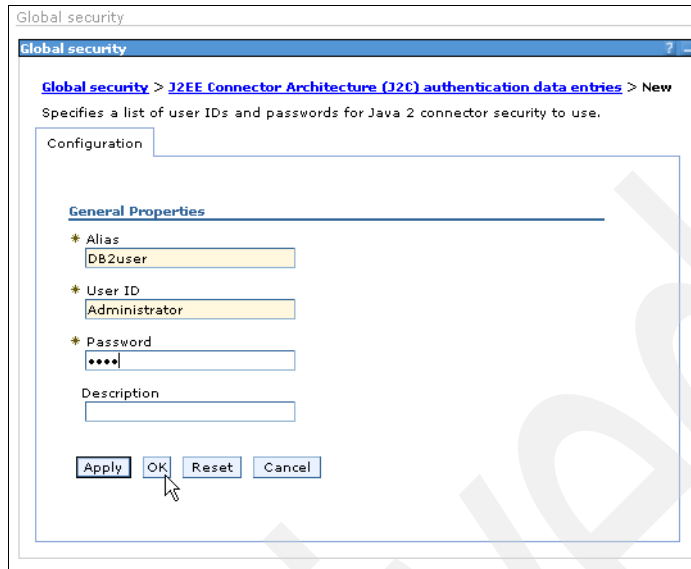 Global security
Global security ? –
Global security > J2EE Connector Architecture (J2C) authentication data entries > New
Specifies a list of user IDs and passwords for Java 2 connector security to use.
Configuration
General Properties
* Alias
DB2user
* User ID
Administrator
* Password
••••
Description
Apply OK Reset Cancel